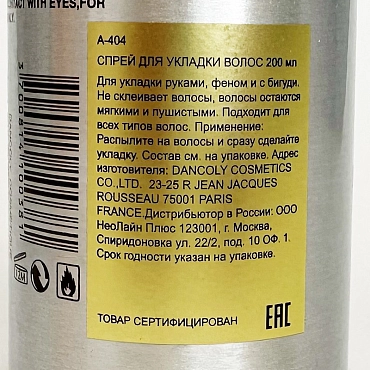 WITH EYES, FOR
A-404
СПРЕЙ ДЛЯ УКЛАДКИ ВОЛОС 200 мл
Для укладки руками, феном и с бигуди.
Не склеивает волосы, волосы остаются
мягкими и пушистыми. Подходит для
всех типов волос. Применение:
Распылите на волосы и сразу сделайте
укладку. Состав см. на упаковке. Адрес
изготовителя: DANCOLY COSMETICS
CO.,LTD. 23-25 R JEAN JACQUES
ROUSSEAU 75001 PARIS
FRANCE.Дистрибьютор в России: ООО
НеоЛайн Плюс 123001, г. Москва,
Спиридоновка ул. 22/2, под. 10 ОФ. 1.
Срок годности указан на упаковке.
ТОВАР СЕРТИФИЦИРОВАН
EAC